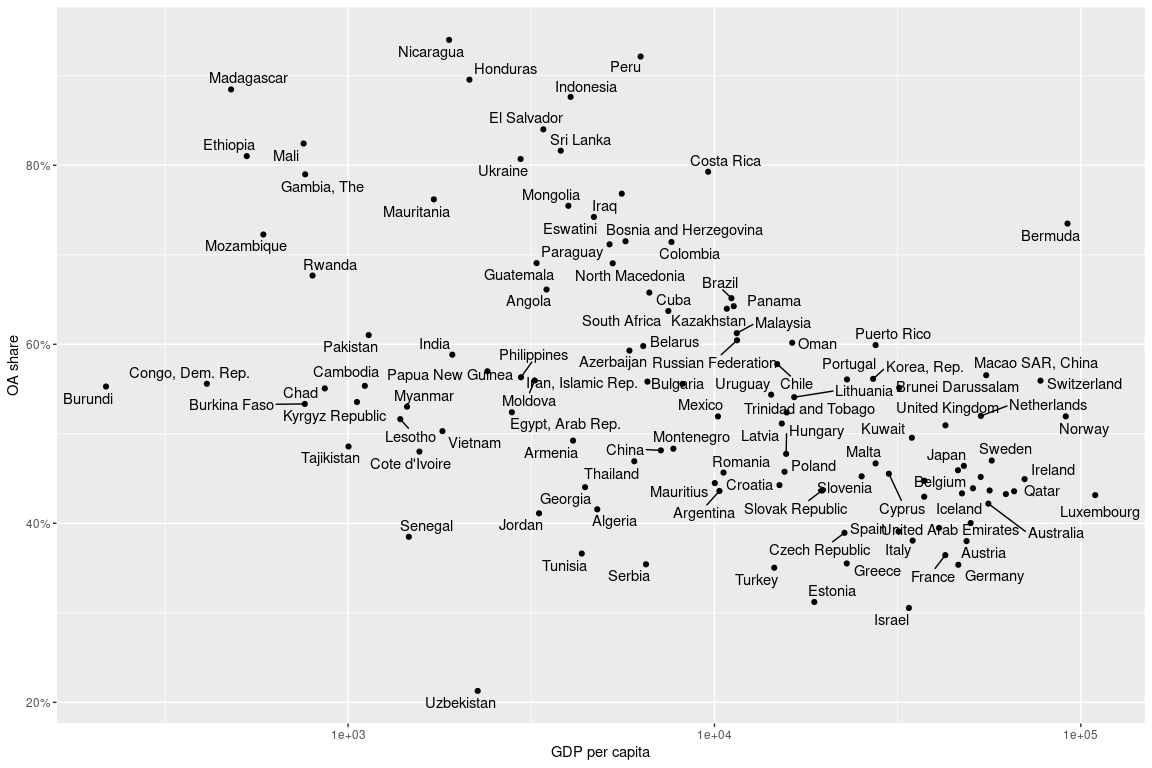 Nicaragua
Honduras
Peru
Madagascar
Indonesia
El Salvador
Ethiopia
Mali
Sri Lanka
Ukraine
Costa Rica
80%
Gambia, The
Mongolia
Iraq
Mauritania
Eswatini
Bosnia and Herzegovina
Bermuda
Mozambique
Paraguay
Colombia
Rwanda
Guatemala
North Macedonia
Brazil
Angola
Cuba
Panama
South Africa
Kazakhstan
Malaysia
Puerto Rico
60%
Pakistan
India
Belarus
Oman
Philippines
Azerbaijan
Russian Federation
Portugal
Korea, Rep.
Macao SAR, China
Congo, Dem. Rep.
Cambodia
Papua New Guinea
Iran, Islamic Rep.
Bulgaria
Uruguay
Chile
Lithuania
Brunei Darussalam
Switzerland
Burundi
Chad
Burkina Faso
Myanmar
Moldova
Mexico
Trinidad and Tobago
United Kingdom
Netherlands
Kyrgyz Republic
Egypt, Arab Rep.
Lesotho
Vietnam
Montenegro
Latvia
Hungary
Kuwait
Norway
Tajikistan
Cote d'Ivoire
Armenia
China
Malta
Japan
Sweden
Thailand
Romania
Poland
Ireland
Georgia
Mauritius
Croatia
Slovenia
Belgium
Qatar
Jordan
Algeria
Argentina
Slovak Republic
Cyprus
Iceland
Luxembourg
40%
Senegal
Spain
United Arab Emirates
Australia
Czech Republic
Italy
Austria
Tunisia
Serbia
Turkey
Greece
France
Germany
Estonia
Israel
20%
Uzbekistan
1e+03
1e+04
1e+05
GDP per capita
OA share